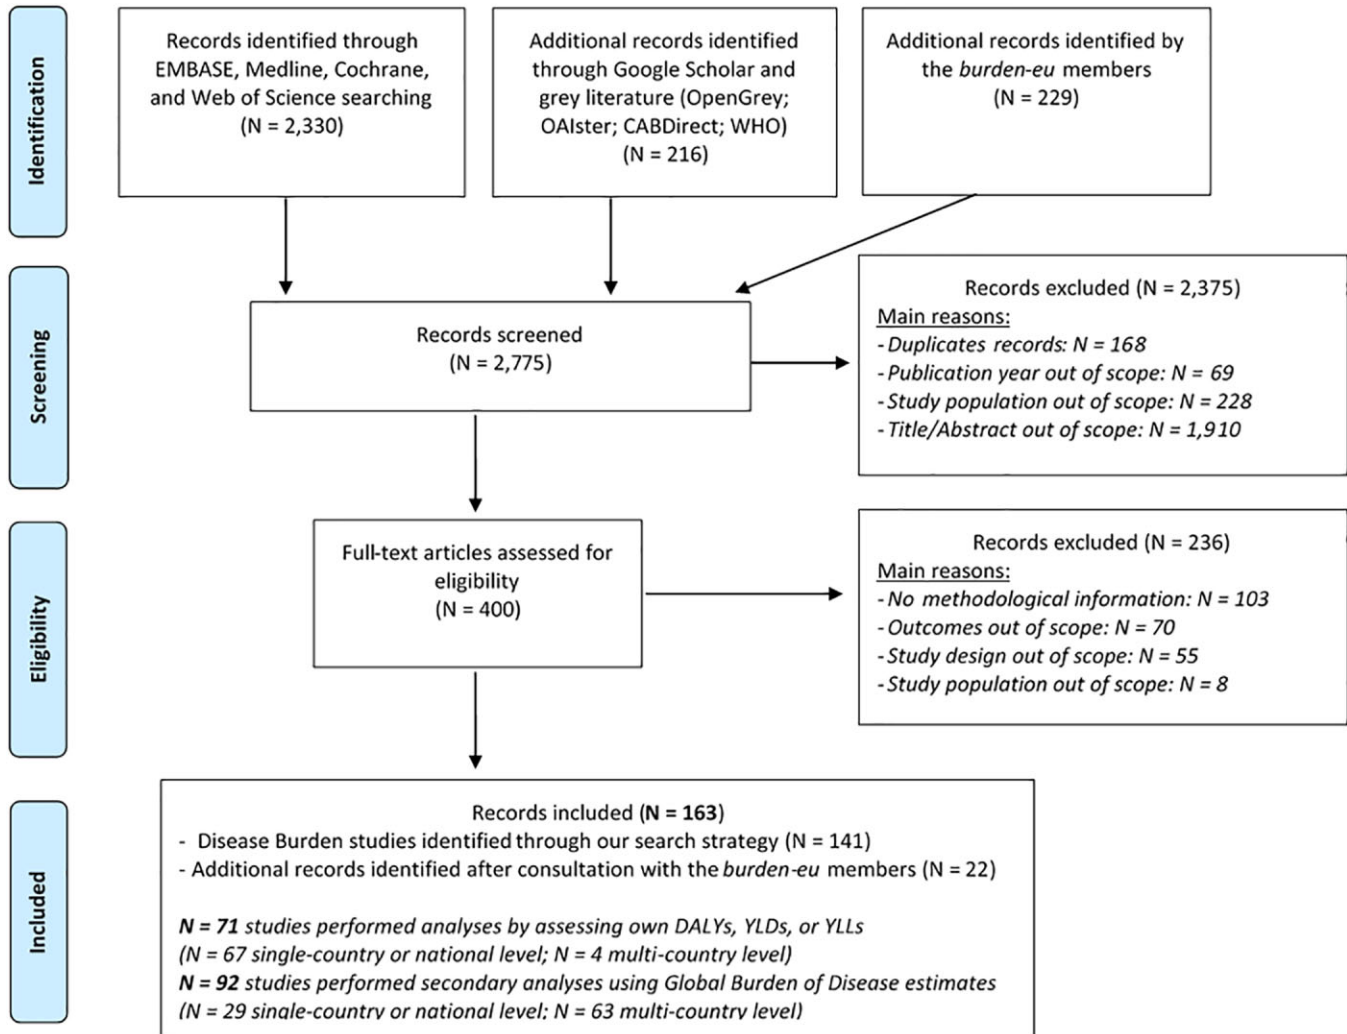 Identification
Records identified through
EMBASE, Medline, Cochrane,
and Web of Science searching
(N = 2,330)
Additional records identified
through Google Scholar and
grey literature (OpenGrey;
OAIster; CABDirect; WHO)
(N = 216)
Additional records identified by
the burden-eu members
(N = 229)
Screening
Records screened
(N = 2,775)
Records excluded (N = 2,375)
Main reasons:
- Duplicates records: N = 168
- Publication year out of scope: N = 69
- Study population out of scope: N = 228
- Title/Abstract out of scope: N = 1,910
Eligibility
Full-text articles assessed for
eligibility
(N = 400)
Records excluded (N = 236)
Main reasons:
- No methodological information: N = 103
- Outcomes out of scope: N = 70
- Study design out of scope: N = 55
- Study population out of scope: N = 8
Included
Records included (N = 163)
- Disease Burden studies identified through our search strategy (N = 141)
- Additional records identified after consultation with the burden-eu members (N = 22)
N = 71 studies performed analyses by assessing own DALYs, YLDs, or YLLs
(N = 67 single-country or national level; N = 4 multi-country level)
N = 92 studies performed secondary analyses using Global Burden of Disease estimates
(N = 29 single-country or national level; N = 63 multi-country level)